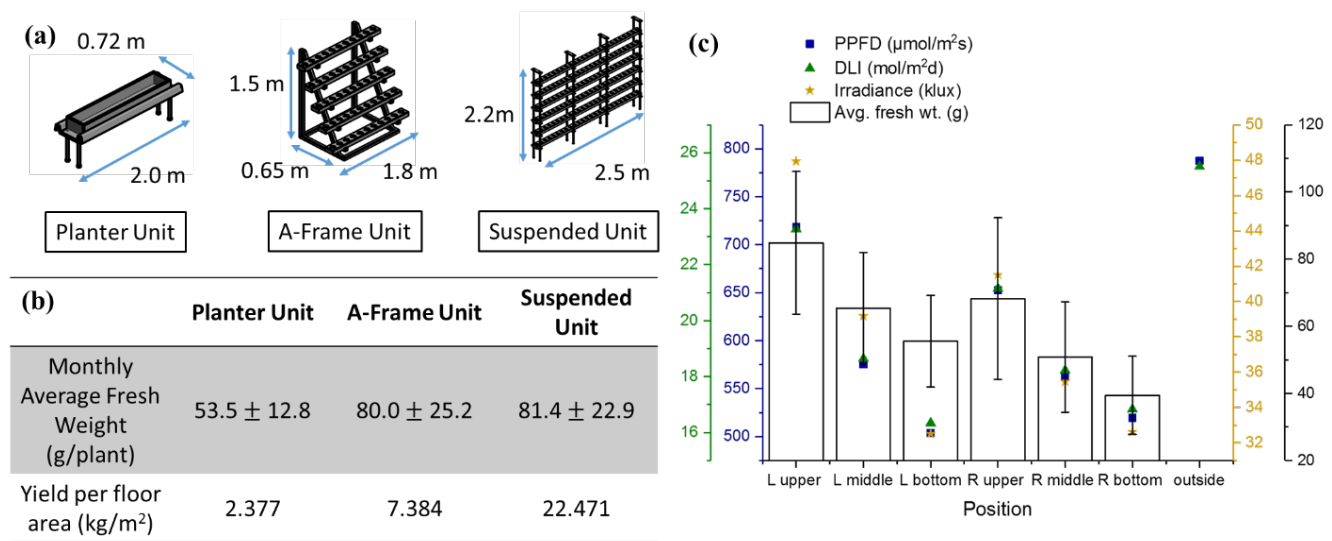 (a)
0.72 m
2.0 m
Planter Unit
1.5 m
0.65 m
1.8 m
A-Frame Unit
2.2m
2.5 m
Suspended Unit
(b)
Planter Unit
A-Frame Unit
Suspended
Unit
Monthly
Average Fresh
Weight
(g/plant)
53.5 ± 12.8
80.0 ± 25.2
81.4 ± 22.9
Yield per floor
area (kg/m²)
2.377
7.384
22.471
(c)
PPFD (µmol/m²s)
DLI (mol/m²d)
Irradiance (klux)
Avg. fresh wt. (g)
26
24
22
20
18
16
800
750
700
650
600
550
500
50
48
46
44
42
40
38
36
34
32
120
100
80
60
40
20
L upper
L middle
L bottom
R upper
R middle
R bottom
outside
Position